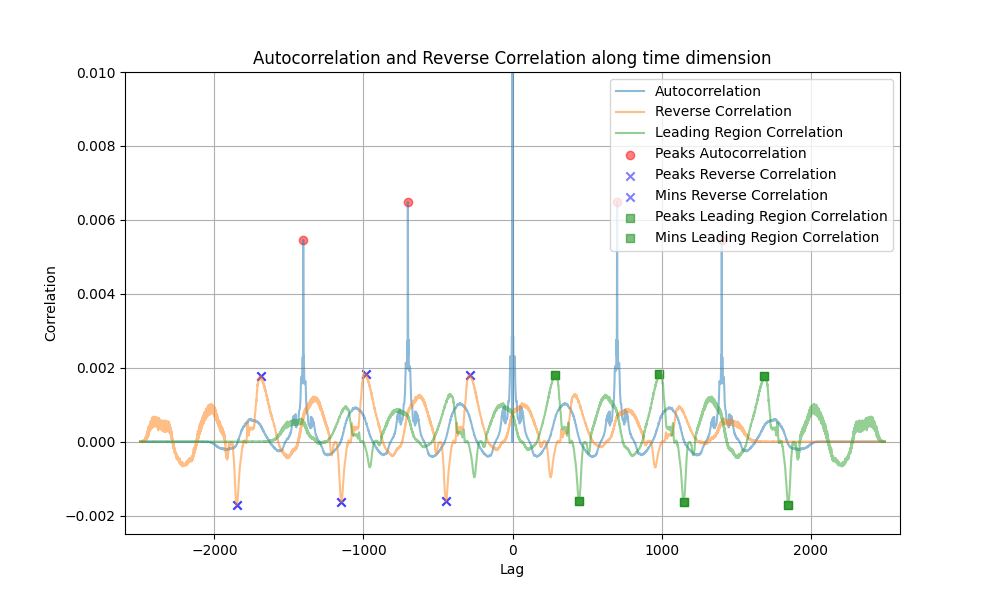 Autocorrelation and Reverse Correlation along time dimension
0.010
0.008
0.006
0.004
0.002
0.000
−0.002
Correlation
Autocorrelation
Reverse Correlation
Leading Region Correlation
Peaks Autocorrelation
Peaks Reverse Correlation
Mins Reverse Correlation
Peaks Leading Region Correlation
Mins Leading Region Correlation
−2000
−1000
0
1000
2000
Lag